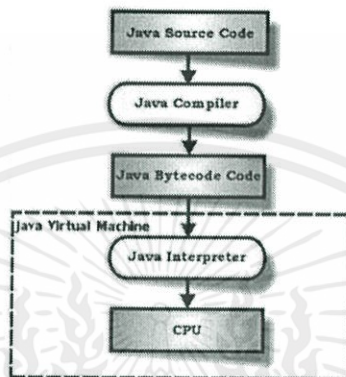 Java Source Code
Java Compiler
Java Bytecode Code
Java Virtual Machine
Java Interpreter
CPU